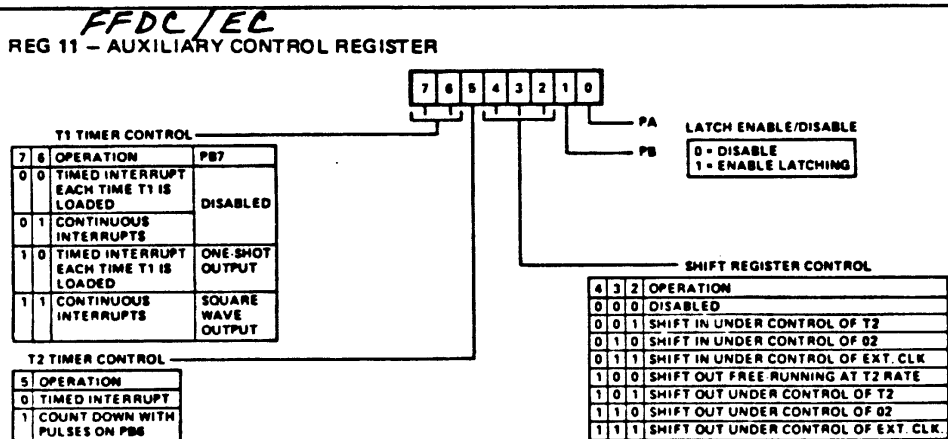 FFDC/EC
REG 11 – AUXILIARY CONTROL REGISTER
7 6 5 4 3 2 1 0
PA
PB
LATCH ENABLE/DISABLE
0 = DISABLE
1 = ENABLE LATCHING
T1 TIMER CONTROL
7 6 OPERATION PB7
0 0 TIMED INTERRUPT
EACH TIME T1 IS
LOADED
DISABLED
0 1 CONTINUOUS
INTERRUPTS
1 0 TIMED INTERRUPT ONE-SHOT
EACH TIME T1 IS OUTPUT
LOADED
1 1 CONTINUOUS SQUARE
INTERRUPTS WAVE
OUTPUT
T2 TIMER CONTROL
5 OPERATION
0 TIMED INTERRUPT
1 COUNT DOWN WITH
PULSES ON PB6
SHIFT REGISTER CONTROL
4 3 2 OPERATION
0 0 0 DISABLED
0 0 1 SHIFT IN UNDER CONTROL OF T2
0 1 0 SHIFT IN UNDER CONTROL OF 02
0 1 1 SHIFT IN UNDER CONTROL OF EXT. CLK
1 0 0 SHIFT OUT FREE-RUNNING AT T2 RATE
1 0 1 SHIFT OUT UNDER CONTROL OF T2
1 1 0 SHIFT OUT UNDER CONTROL OF 02
1 1 1 SHIFT OUT UNDER CONTROL OF EXT. CLK.